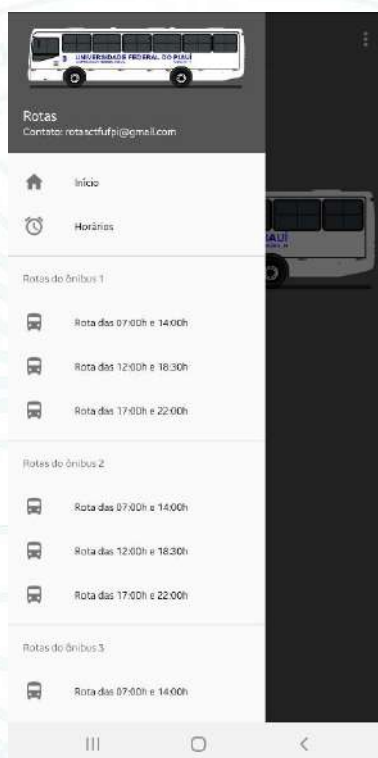 UNIVERSIDADE FEDERAL DO PIAUÍ
Rotas
Contato: rotasctfufpi@gmail.com
Início
Horários
Rotas do ônibus 1
Rota das 07:00h e 14:00h
Rota das 12:00h e 18:30h
Rota das 17:00h e 22:00h
Rotas do ônibus 2
Rota das 07:00h e 14:00h
Rota das 12:00h e 18:30h
Rota das 17:00h e 22:00h
Rotas do ônibus 3
Rota das 07:00h e 14:00h
AUÍ